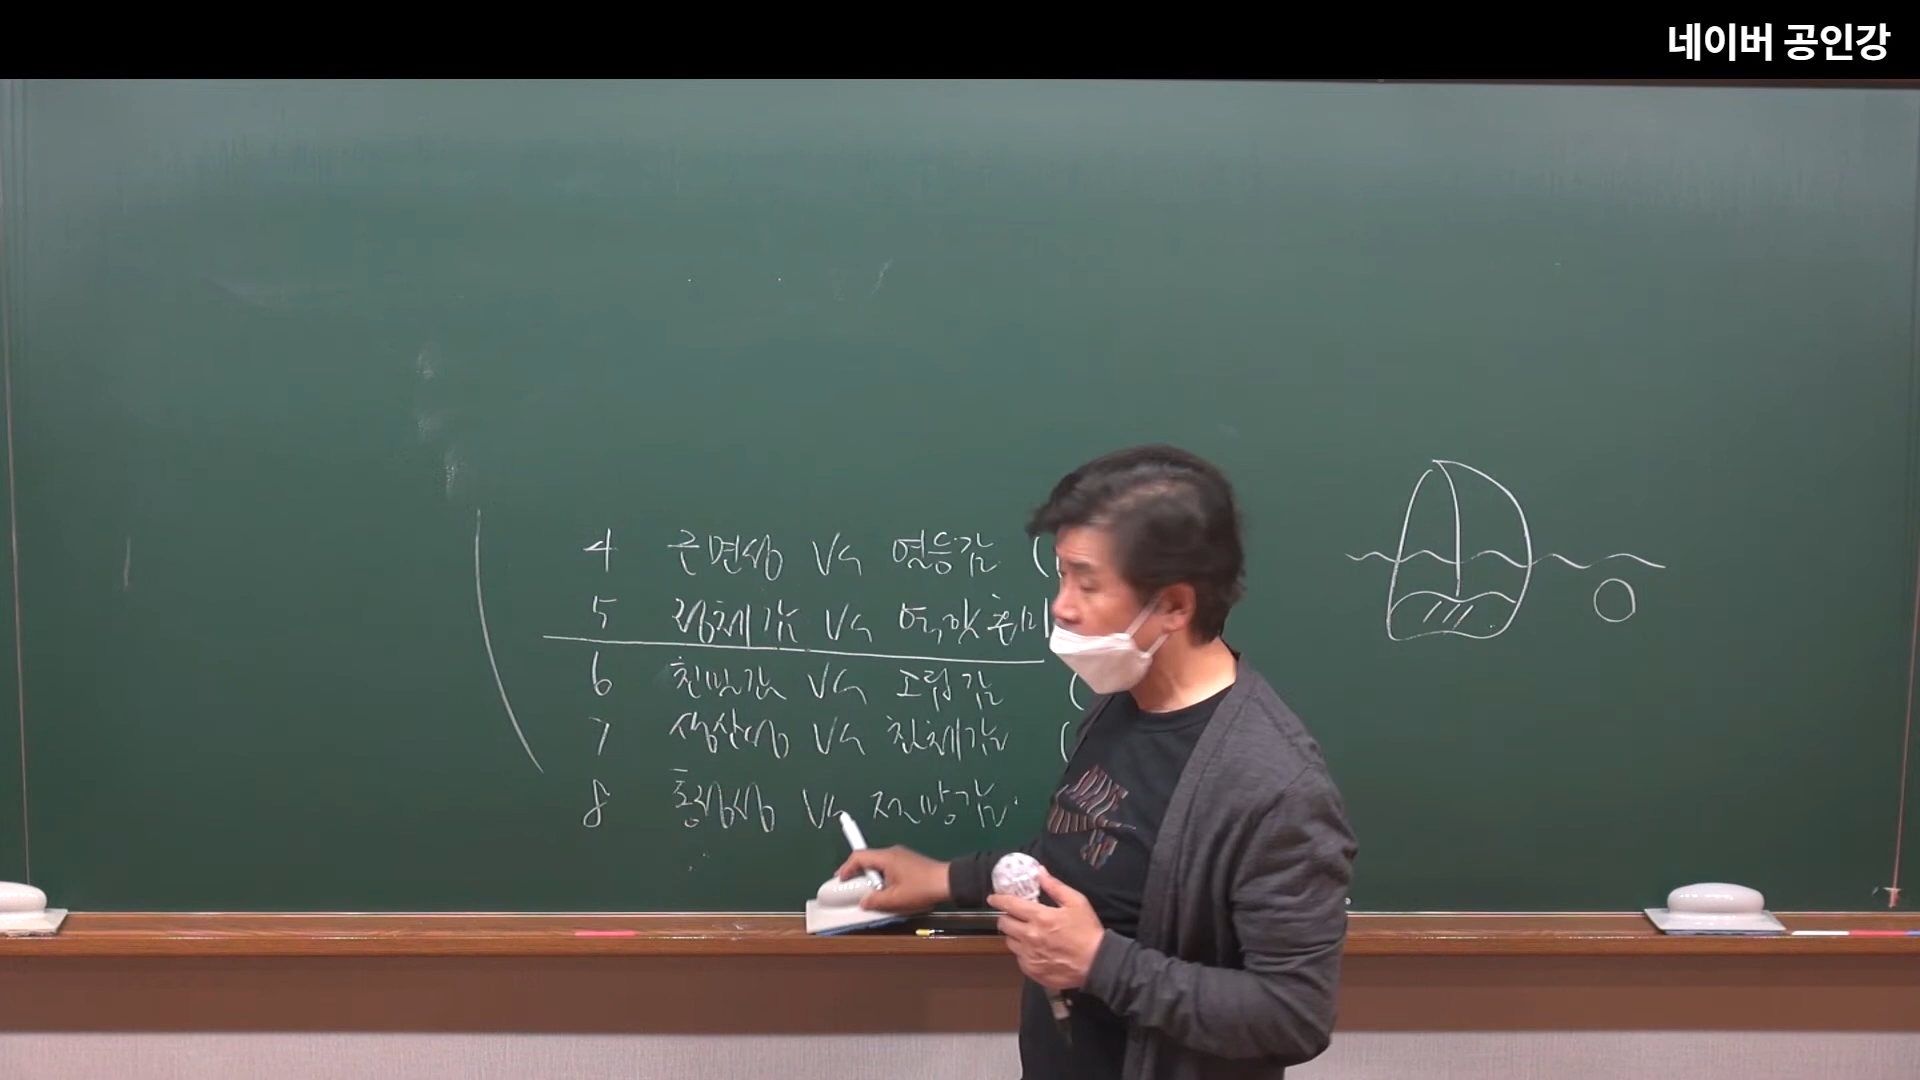 네이버 공인강
4 근면성 VS 열등감 (
5 정체감 VS 역할혼미
6 친밀감 VS 고립감 (
7 생산성 VS 침체감 (
8 통정성 VS 절망감